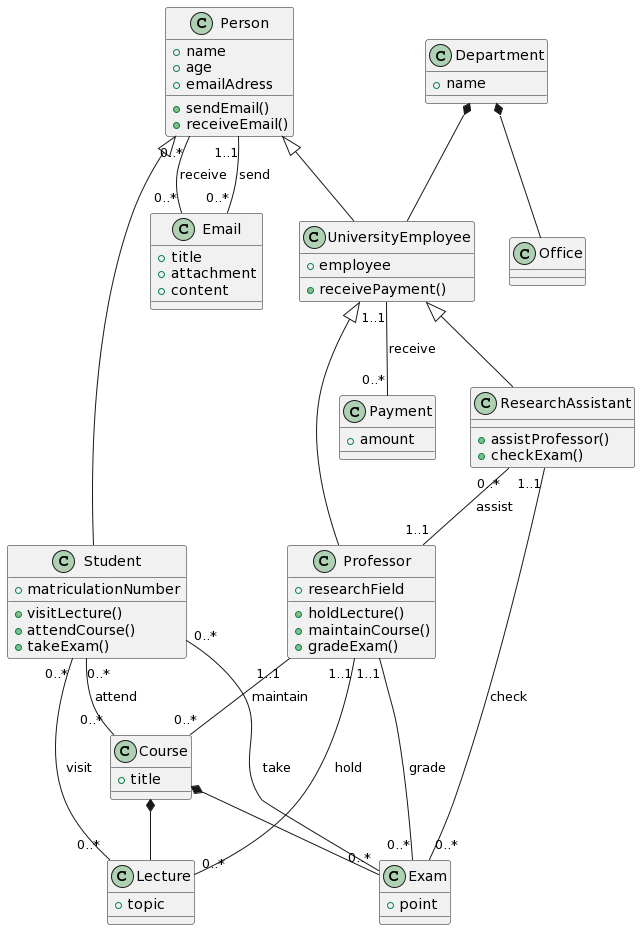 C Person
+ name
+ age
+ emailAdress
sendEmail()
receiveEmail()
C Department
+ name
0..*
1..1
receive
send
0..*
0..*
C Email
+ title
+ attachment
+ content
C UniversityEmployee
+ employee
receivePayment()
C Office
1..1
receive
0..*
C Payment
+ amount
C ResearchAssistant
assistProfessor()
checkExam()
0..*
1..1
assist
1..1
C Student
+ matriculationNumber
visitLecture()
attendCourse()
takeExam()
C Professor
+ researchField
holdLecture()
maintainCourse()
gradeExam()
0..*
0..*
0..*
1..1
1..1
1..1
attend
maintain
check
0..*
0..*
C Course
+ title
visit
take
hold
grade
0..*
0..*
0..*
0..*
0..*
C Lecture
+ topic
C Exam
+ point